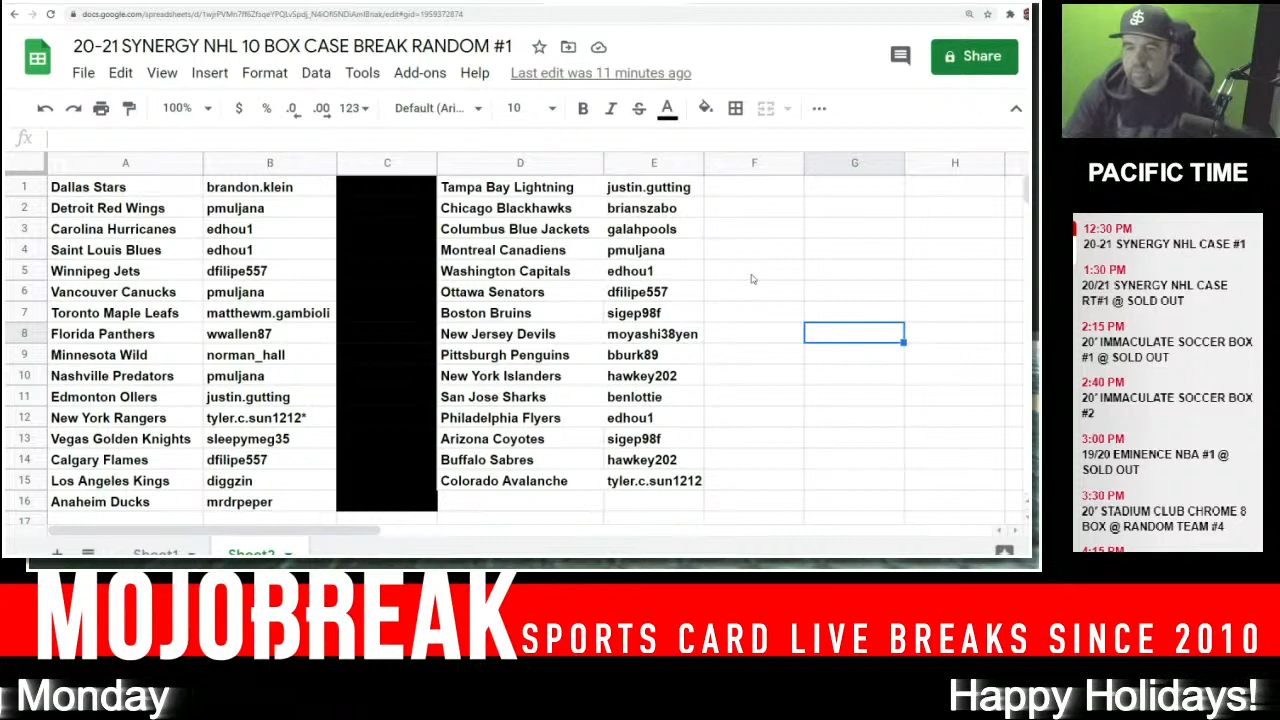 docs.google.com/spreadsheets/d/
20-21 SYNERGY NHL 10 BOX CASE BREAK RANDOM #1
Share
File Edit View Insert Format Data Tools Add-ons Help Last edit was 11 minutes ago
100% $ % .0 .00 123 Default (Ari... 10 B I S A
fx
A B C D E F G H
1 Dallas Stars brandon.klein Tampa Bay Lightning justin.gutting
2 Detroit Red Wings pmuljana Chicago Blackhawks brianszabo
3 Carolina Hurricanes edhou1 Columbus Blue Jackets galahpools
4 Saint Louis Blues edhou1 Montreal Canadiens pmuljana
5 Winnipeg Jets dfilipe557 Washington Capitals edhou1
6 Vancouver Canucks pmuljana Ottawa Senators dfilipe557
7 Toronto Maple Leafs matthewm.gambioli Boston Bruins sigep98f
8 Florida Panthers wwallen87 New Jersey Devils moyashi38yen
9 Minnesota Wild norman_hall Pittsburgh Penguins bburk89
10 Nashville Predators pmuljana New York Islanders hawkey202
11 Edmonton Ollers justin.gutting San Jose Sharks benlottie
12 New York Rangers tyler.c.sun1212* Philadelphia Flyers edhou1
13 Vegas Golden Knights sleepymeg35 Arizona Coyotes sigep98f
14 Calgary Flames dfilipe557 Buffalo Sabres hawkey202
15 Los Angeles Kings diggzin Colorado Avalanche tyler.c.sun1212
16 Anaheim Ducks mrdrpeper
17
Sheet1 Sheet2
PACIFIC TIME
12:30 PM
20-21 SYNERGY NHL CASE #1
1:30 PM
20/21 SYNERGY NHL CASE
RT#1 @ SOLD OUT
2:15 PM
20' IMMACULATE SOCCER BOX
#1 @ SOLD OUT
2:40 PM
20' IMMACULATE SOCCER BOX
#2
3:00 PM
19/20 EMINENCE NBA #1 @
SOLD OUT
3:30 PM
20' STADIUM CLUB CHROME 8
BOX @ RANDOM TEAM #4
4:15 PM
MOJOBREAK
SPORTS CARD LIVE BREAKS SINCE 2010
Monday Happy Holidays!